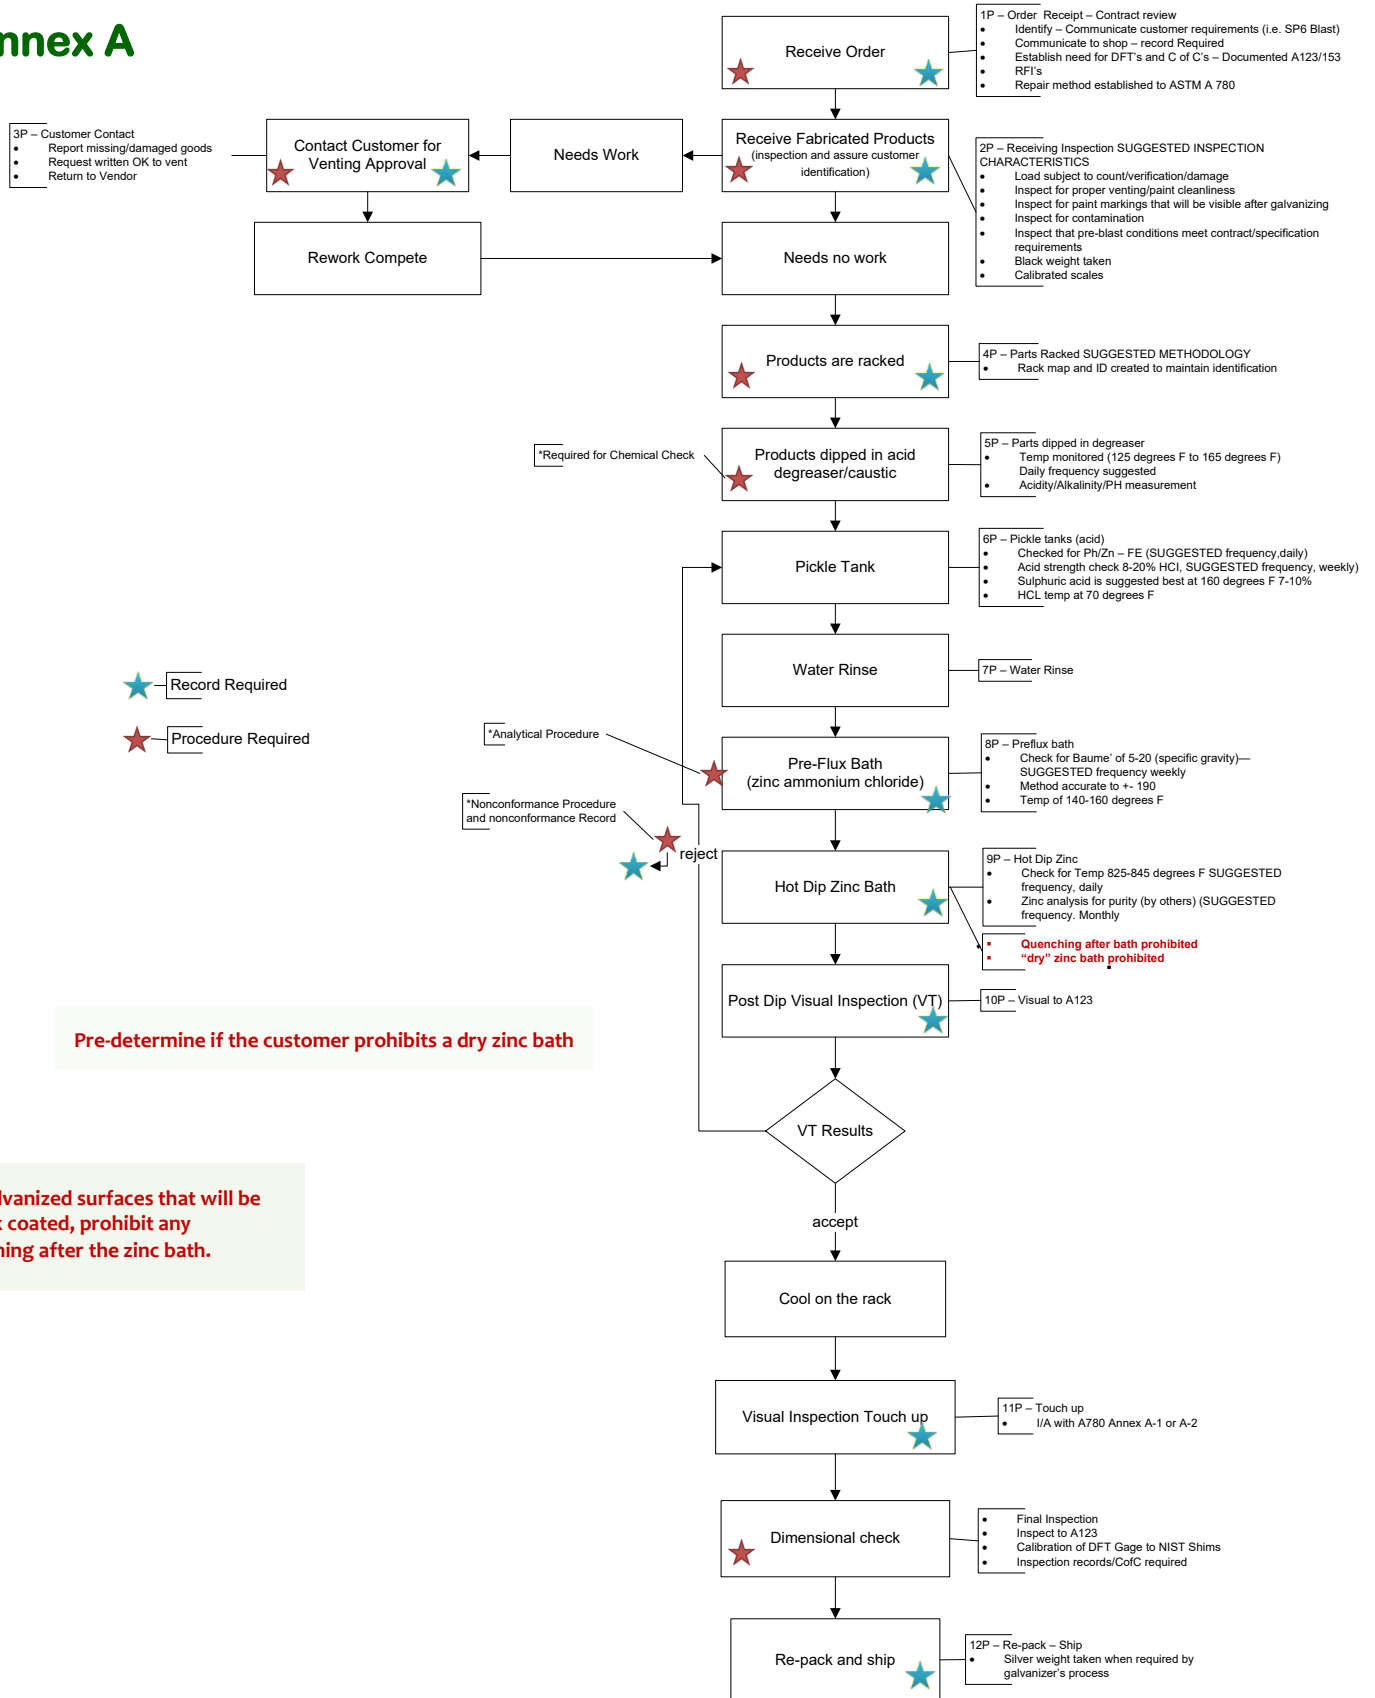 nnex A
Receive Order
1P – Order Receipt – Contract review
• Identify – Communicate customer requirements (i.e. SP6 Blast)
• Communicate to shop – record Required
• Establish need for DFT's and C of C's – Documented A123/153
• RFI's
• Repair method established to ASTM A 780
3P – Customer Contact
• Report missing/damaged goods
• Request written OK to vent
• Return to Vendor
Contact Customer for
Venting Approval
Needs Work
Receive Fabricated Products
(inspection and assure customer
identification)
2P – Receiving Inspection SUGGESTED INSPECTION
CHARACTERISTICS
• Load subject to count/verification/damage
• Inspect for proper venting/paint cleanliness
• Inspect for paint markings that will be visible after galvanizing
• Inspect for contamination
• Inspect that pre-blast conditions meet contract/specification
requirements
• Black weight taken
• Calibrated scales
Rework Compete
Needs no work
Products are racked
4P – Parts Racked SUGGESTED METHODOLOGY
• Rack map and ID created to maintain identification
*Required for Chemical Check
Products dipped in acid
degreaser/caustic
5P – Parts dipped in degreaser
• Temp monitored (125 degrees F to 165 degrees F)
Daily frequency suggested
• Acidity/Alkalinity/PH measurement
Pickle Tank
6P – Pickle tanks (acid)
• Checked for Ph/Zn – FE (SUGGESTED frequency,daily)
• Acid strength check 8-20% HCl, SUGGESTED frequency, weekly)
• Sulphuric acid is suggested best at 160 degrees F 7-10%
• HCL temp at 70 degrees F
Water Rinse
7P – Water Rinse
Record Required
Procedure Required
*Analytical Procedure
Pre-Flux Bath
(zinc ammonium chloride)
8P – Preflux bath
• Check for Baume' of 5-20 (specific gravity)—
SUGGESTED frequency weekly
• Method accurate to +- 190
• Temp of 140-160 degrees F
*Nonconformance Procedure
and nonconformance Record
reject
Hot Dip Zinc Bath
9P – Hot Dip Zinc
• Check for Temp 825-845 degrees F SUGGESTED
frequency, daily
• Zinc analysis for purity (by others) (SUGGESTED
frequency. Monthly
▪ Quenching after bath prohibited
▪ “dry” zinc bath prohibited
Post Dip Visual Inspection (VT)
10P – Visual to A123
Pre-determine if the customer prohibits a dry zinc bath
VT Results
lvanized surfaces that will be
k coated, prohibit any
ning after the zinc bath.
accept
Cool on the rack
Visual Inspection Touch up
11P – Touch up
• I/A with A780 Annex A-1 or A-2
Dimensional check
• Final Inspection
• Inspect to A123
• Calibration of DFT Gage to NIST Shims
• Inspection records/CofC required
Re-pack and ship
12P – Re-pack – Ship
• Silver weight taken when required by
galvanizer's process